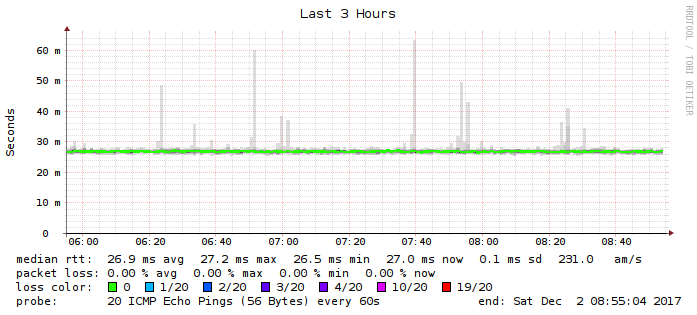 Last 3 Hours
RRDTOOL / TOBI OETIKER
Seconds
60 m
50 m
40 m
30 m
20 m
10 m
0
06:00 06:20 06:40 07:00 07:20 07:40 08:00 08:20 08:40
median rtt: 26.9 ms avg 27.2 ms max 26.5 ms min 27.0 ms now 0.1 ms sd 231.0 am/s
packet loss: 0.00 % avg 0.00 % max 0.00 % min 0.00 % now
loss color: 0 1/20 2/20 3/20 4/20 10/20 19/20
probe: 20 ICMP Echo Pings (56 Bytes) every 60s end: Sat Dec 2 08:55:04 2017